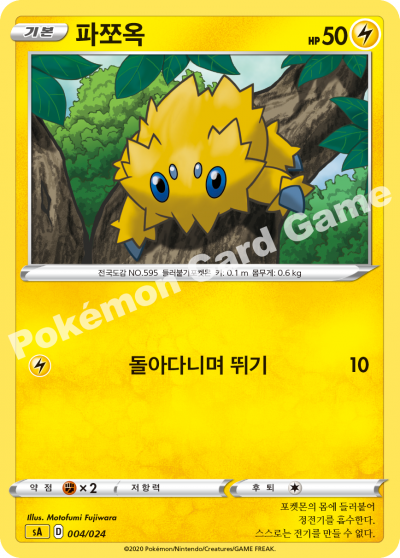 기본 파쪼옥 HP 50
전국도감 NO.595 들러붙기포켓몬 키: 0.1 m 몸무게: 0.6 kg
Pokémon Card Game
돌아다니며 뛰기 10
약점 ×2 저항력 후퇴
Illus. Motofumi Fujiwara
sA D 004/024
포켓몬의 몸에 들러붙어
정전기를 흡수한다.
스스로는 전기를 만들 수 없다.
©2020 Pokémon/Nintendo/Creatures/GAME FREAK.